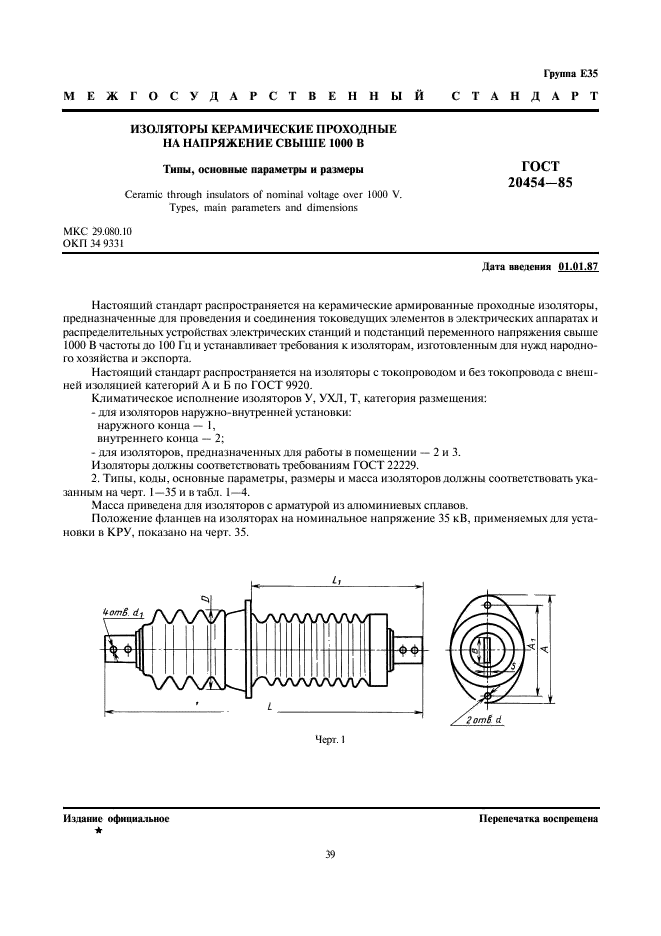 Группа Е35
МЕЖГОСУДАРСТВЕННЫЙ СТАНДАРТ
ИЗОЛЯТОРЫ КЕРАМИЧЕСКИЕ ПРОХОДНЫЕ
НА НАПРЯЖЕНИЕ СВЫШЕ 1000 В
Типы, основные параметры и размеры
Ceramic through insulators of nominal voltage over 1000 V.
Types, main parameters and dimensions
ГОСТ
20454—85
МКС 29.080.10
ОКП 34 9331
Дата введения 01.01.87
Настоящий стандарт распространяется на керамические армированные проходные изоляторы,
предназначенные для проведения и соединения токоведущих элементов в электрических аппаратах и
распределительных устройствах электрических станций и подстанций переменного напряжения свыше
1000 В частоты до 100 Гц и устанавливает требования к изоляторам, изготовленным для нужд народно-
го хозяйства и экспорта.
Настоящий стандарт распространяется на изоляторы с токопроводом и без токопровода с внеш-
ней изоляцией категорий А и Б по ГОСТ 9920.
Климатическое исполнение изоляторов У, УХЛ, Т, категория размещения:
- для изоляторов наружно-внутренней установки:
наружного конца — 1,
внутреннего конца — 2;
- для изоляторов, предназначенных для работы в помещении — 2 и 3.
Изоляторы должны соответствовать требованиям ГОСТ 22229.
2. Типы, коды, основные параметры, размеры и масса изоляторов должны соответствовать ука-
занным на черт. 1—35 и в табл. 1—4.
Масса приведена для изоляторов с арматурой из алюминиевых сплавов.
Положение фланцев на изоляторах на номинальное напряжение 35 кВ, применяемых для уста-
новки в КРУ, показано на черт. 35.
L₁
D
4 отв. d₁
В
S
А₁
А
L
2 отв. d
Черт. 1
Издание официальное
★
Перепечатка воспрещена
39